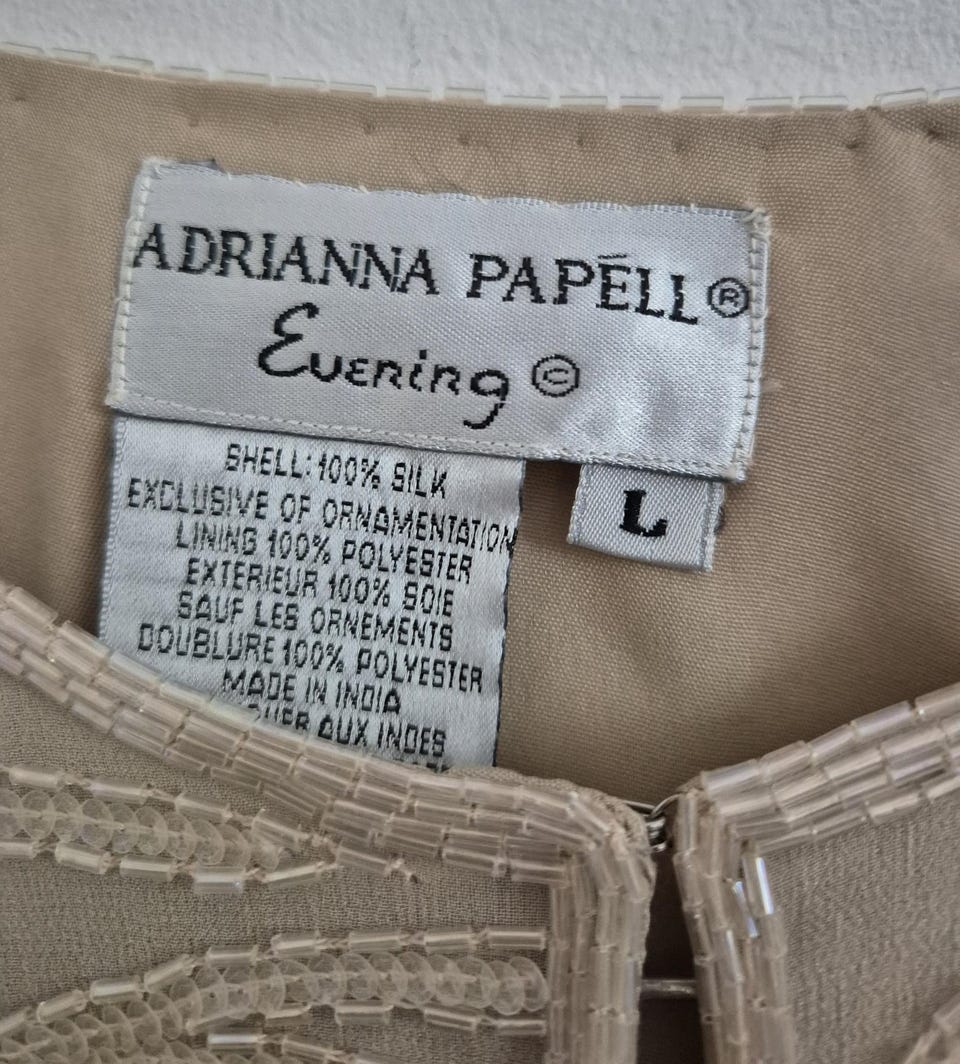 ADRIANNA PAPÉLL®
Evening ©
L
SHELL: 100% SILK
EXCLUSIVE OF ORNAMENTATION
LINING 100% POLYESTER
EXTERIEUR 100% SOIE
SAUF LES ORNEMENTS
DOUBLURE 100% POLYESTER
MADE IN INDIA
AUX INDES